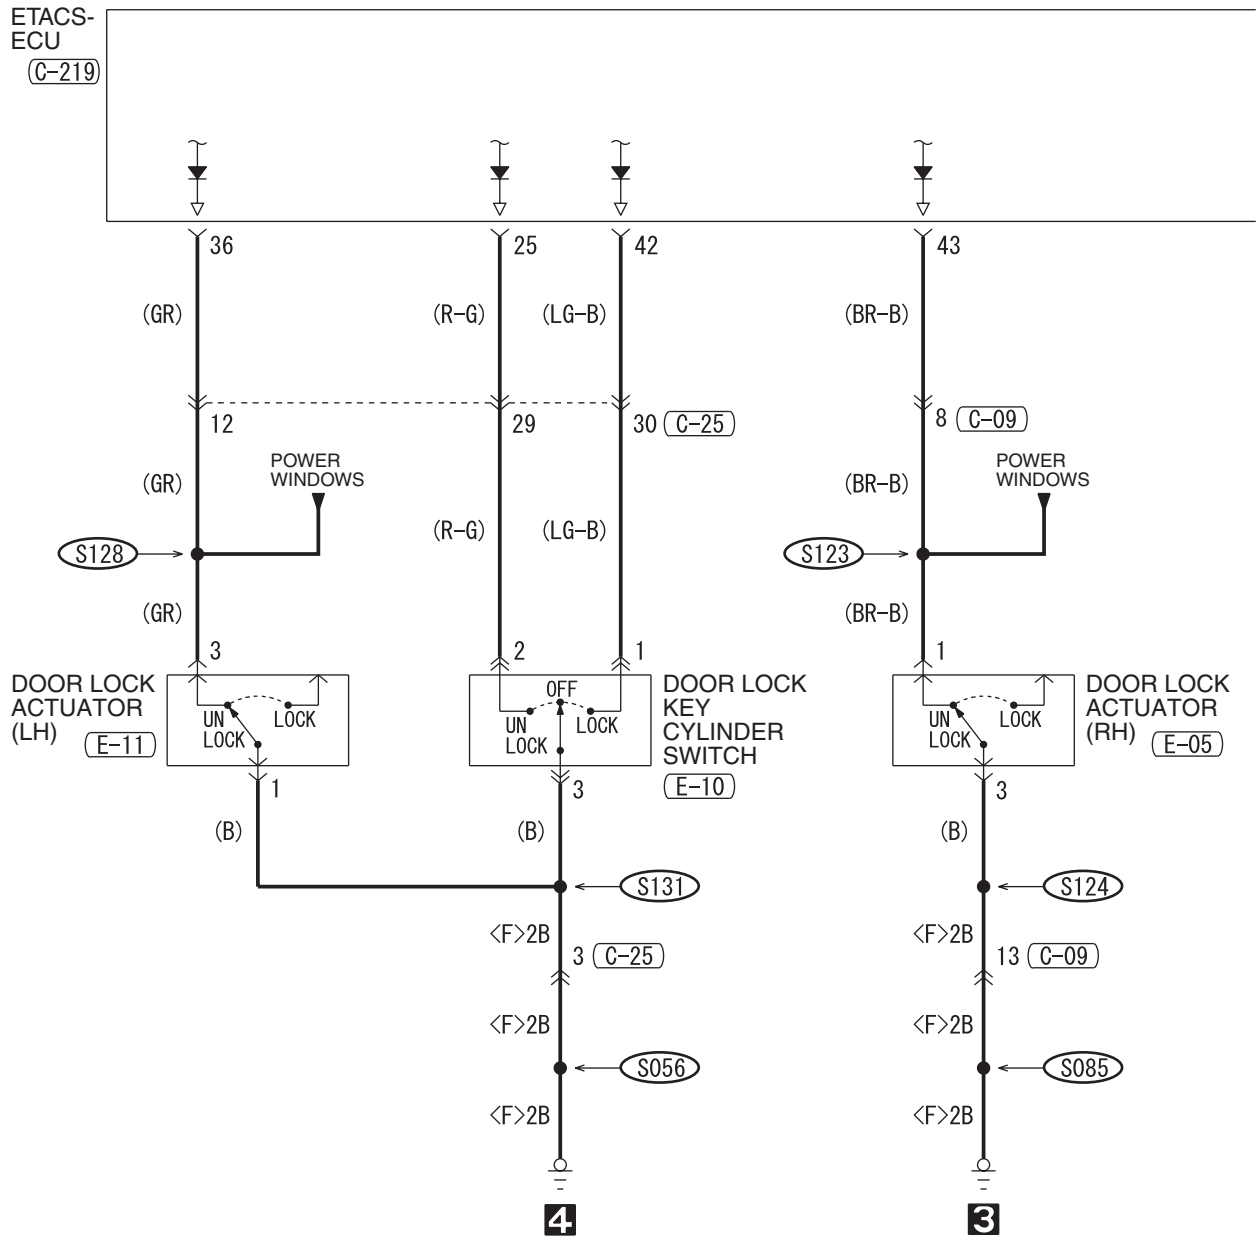 ETACS-
ECU
C-219
36
25
42
43
(GR)
(R-G)
(LG-B)
(BR-B)
12
29
30
C-25
8
C-09
POWER
WINDOWS
POWER
WINDOWS
(GR)
(R-G)
(LG-B)
(BR-B)
S128
S123
(GR)
(BR-B)
3
2
1
1
DOOR LOCK
ACTUATOR
(LH)
E-11
UN
LOCK
LOCK
OFF
UN
LOCK
LOCK
DOOR LOCK
KEY
CYLINDER
SWITCH
E-10
UN
LOCK
LOCK
DOOR LOCK
ACTUATOR
(RH)
E-05
1
3
3
(B)
(B)
(B)
S131
S124
<F>2B
<F>2B
3
C-25
13
C-09
<F>2B
<F>2B
S056
S085
<F>2B
<F>2B
4
3